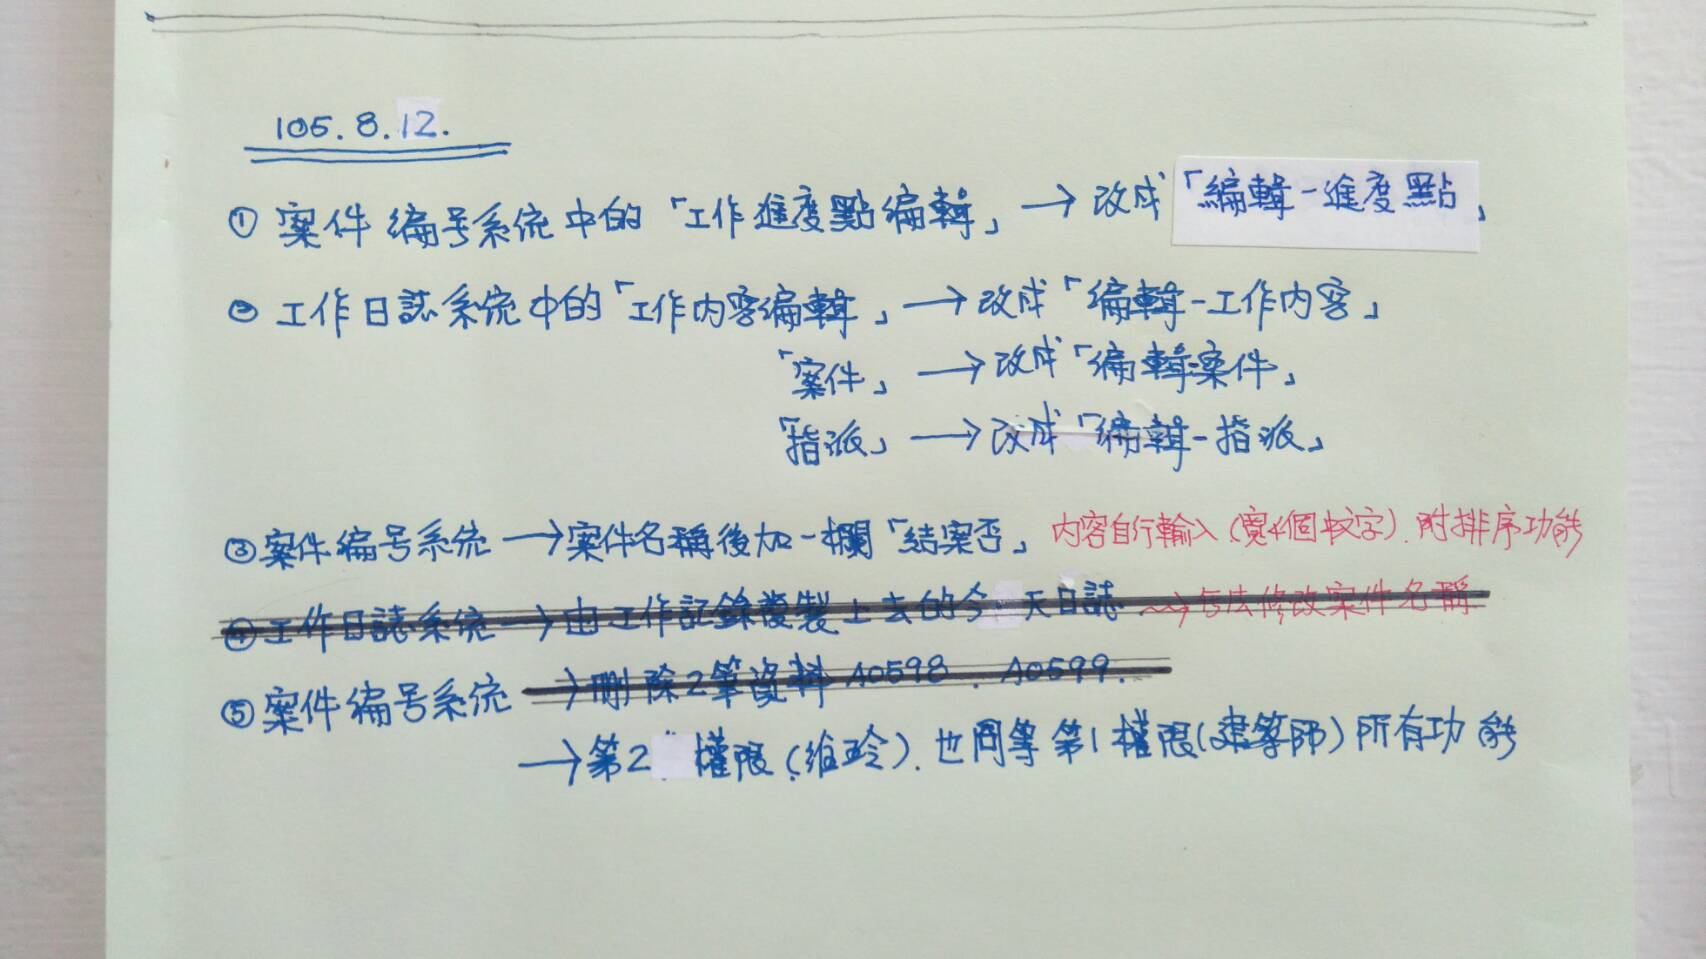 105.8.12.
① 案件編号系統中的「工作進度點編輯」→改成「編輯-進度點」
② 工作日誌系統中的「工作內容編輯」→改成「編輯-工作內容」
「案件」→改成「編輯-案件」
「指派」→改成「編輯-指派」
③案件編号系統→案件名稱後加一欄「結案否」內容自行輸入(寬4個中文字).附排序功能
④工作日誌系統→由工作記錄複製上去的今天日誌→与法修改案件名稱
⑤案件編号系統→刪除2筆資料 A0598、A0599.
→第2權限(維玲).也同等第1權限(建等師)所有功能